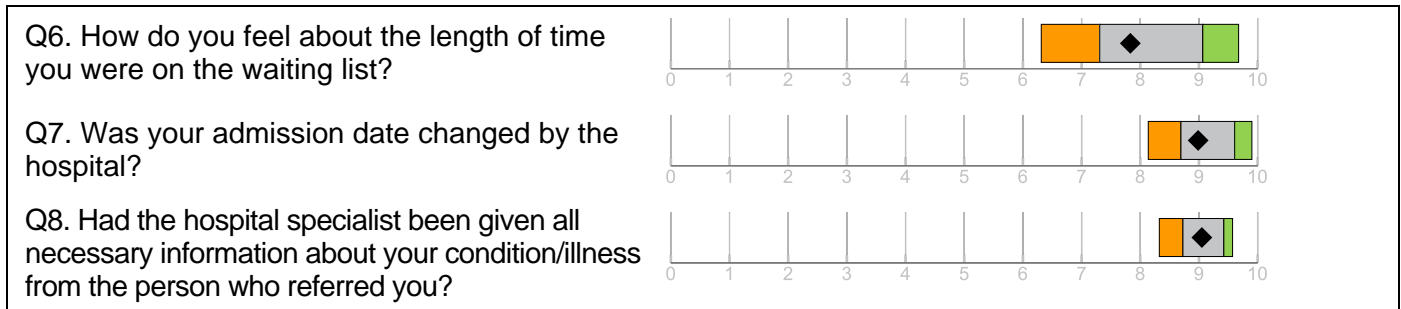 Q6. How do you feel about the length of time
you were on the waiting list?
0 1 2 3 4 5 6 7 8 9 10
Q7. Was your admission date changed by the
hospital?
0 1 2 3 4 5 6 7 8 9 10
Q8. Had the hospital specialist been given all
necessary information about your condition/illness
from the person who referred you?
0 1 2 3 4 5 6 7 8 9 10